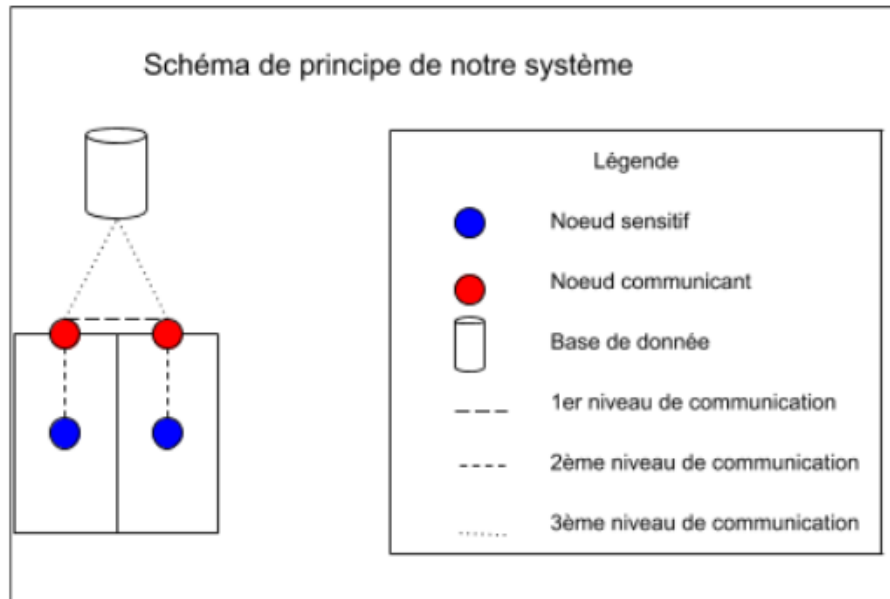 Schéma de principe de notre système
Légende
Noeud sensitif
Noeud communicant
Base de donnée
1er niveau de communication
2ème niveau de communication
3ème niveau de communication